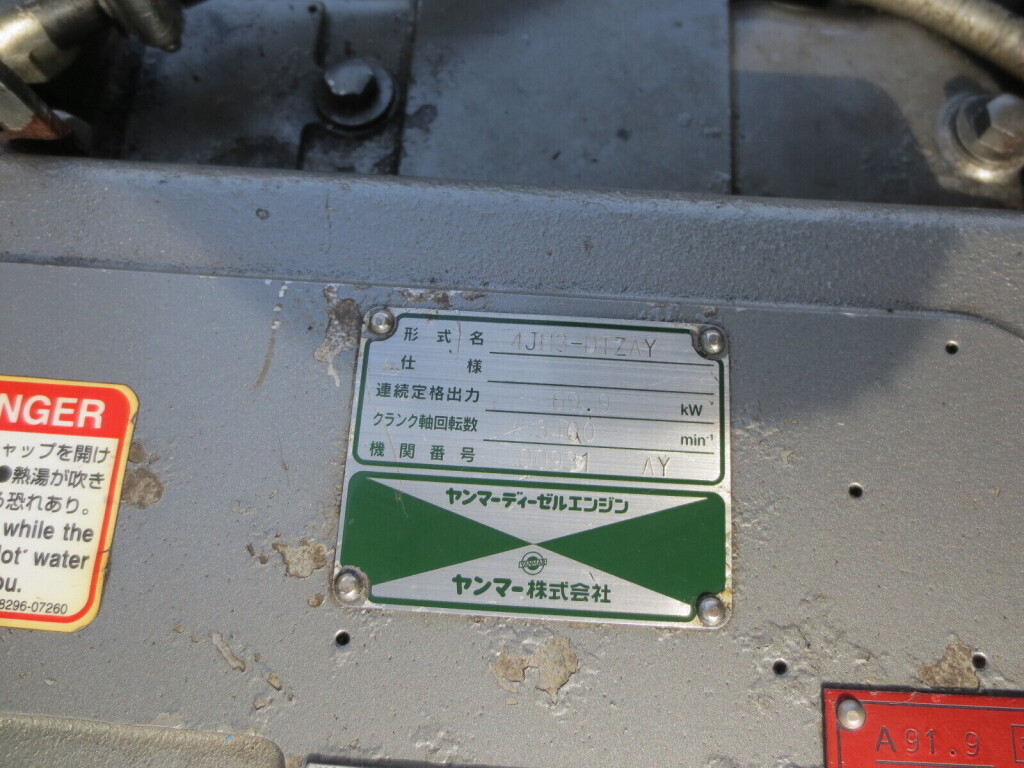 形式名 4JH3-DTZAY
仕様
連続定格出力 kW
クランク軸回転数 min-1
機関番号 AY
ヤンマーディーゼルエンジン
YANMAR
ヤンマー株式会社
NGER
ャップを開け
●熱湯が吹き
る恐れあり。
while the
ot water
ou.
8296-07260
A91.9